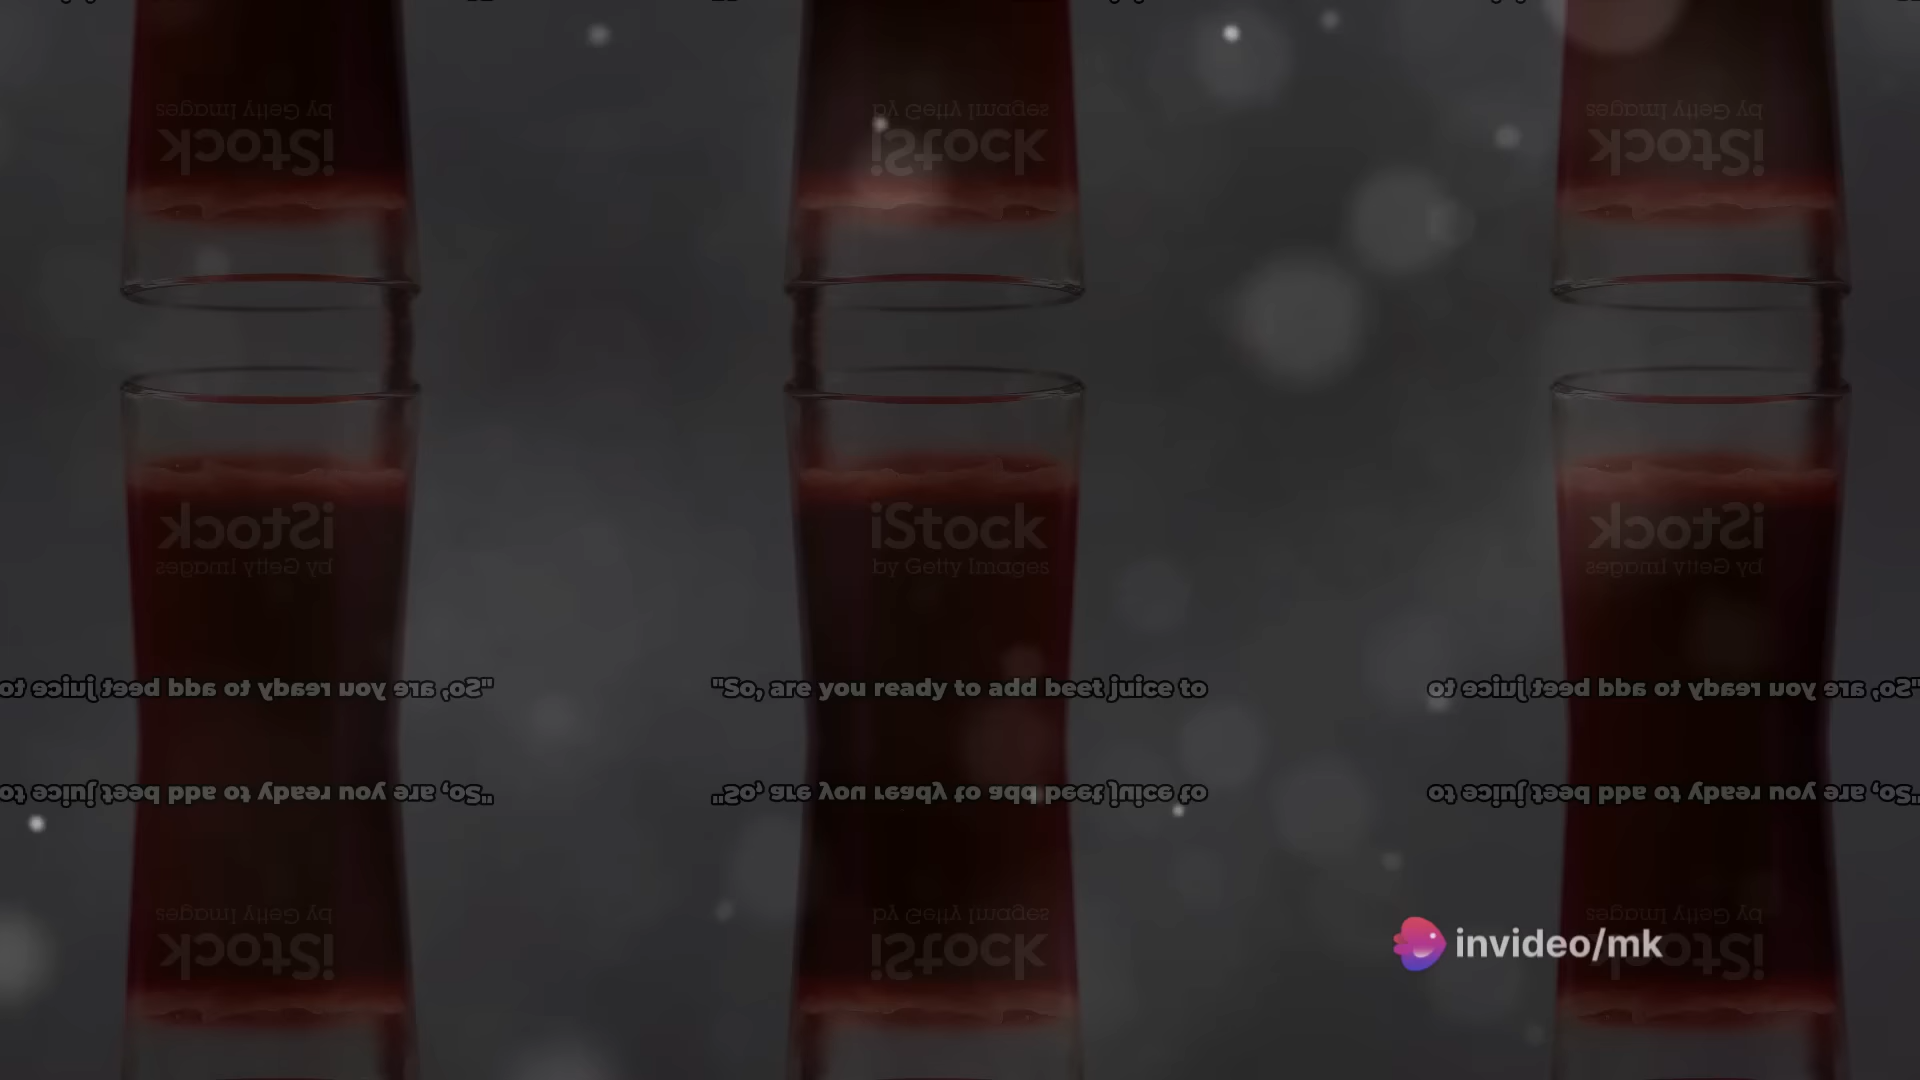 iStock
by Getty Images
"So, are you ready to add beet juice to
invideo/mk